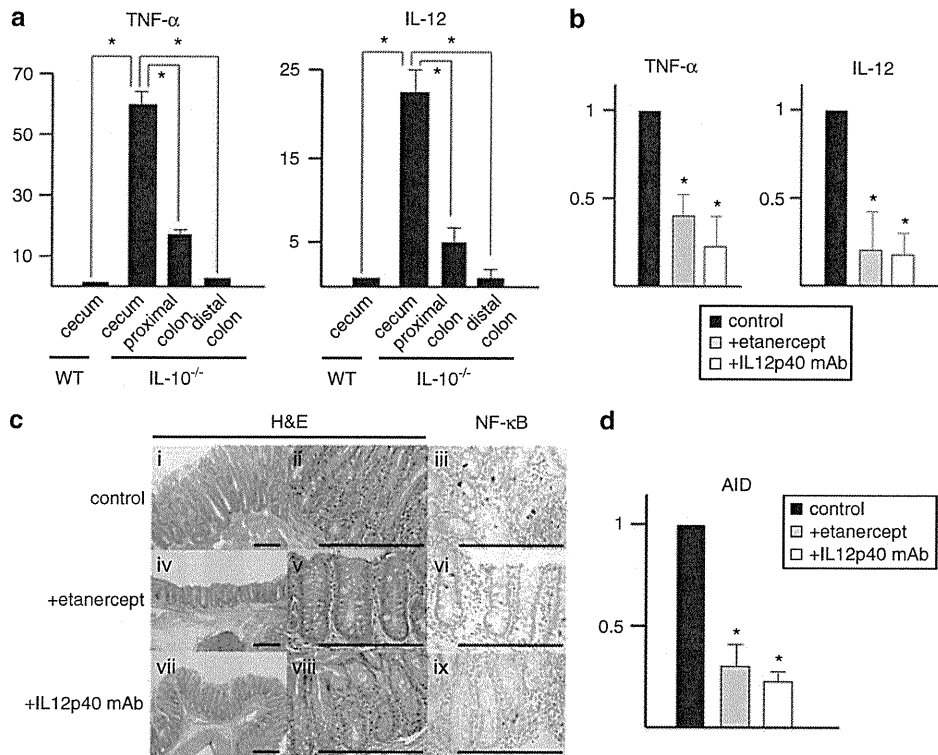 a
TNF-α
* *
*
70
50
30
10
cecum
cecum
proximal
colon
distal
colon
WT
IL-10-/-
IL-12
* *
*
25
15
5
cecum
cecum
proximal
colon
distal
colon
WT
IL-10-/-
b
TNF-α
1
0.5
*
*
IL-12
1
0.5
*
*
control
+etanercept
+IL12p40 mAb
c
H&E
NF-κB
control
i
ii
iii
+etanercept
iv
v
vi
+IL12p40 mAb
vii
viii
ix
d
AID
1
0.5
*
*
control
+etanercept
+IL12p40 mAb